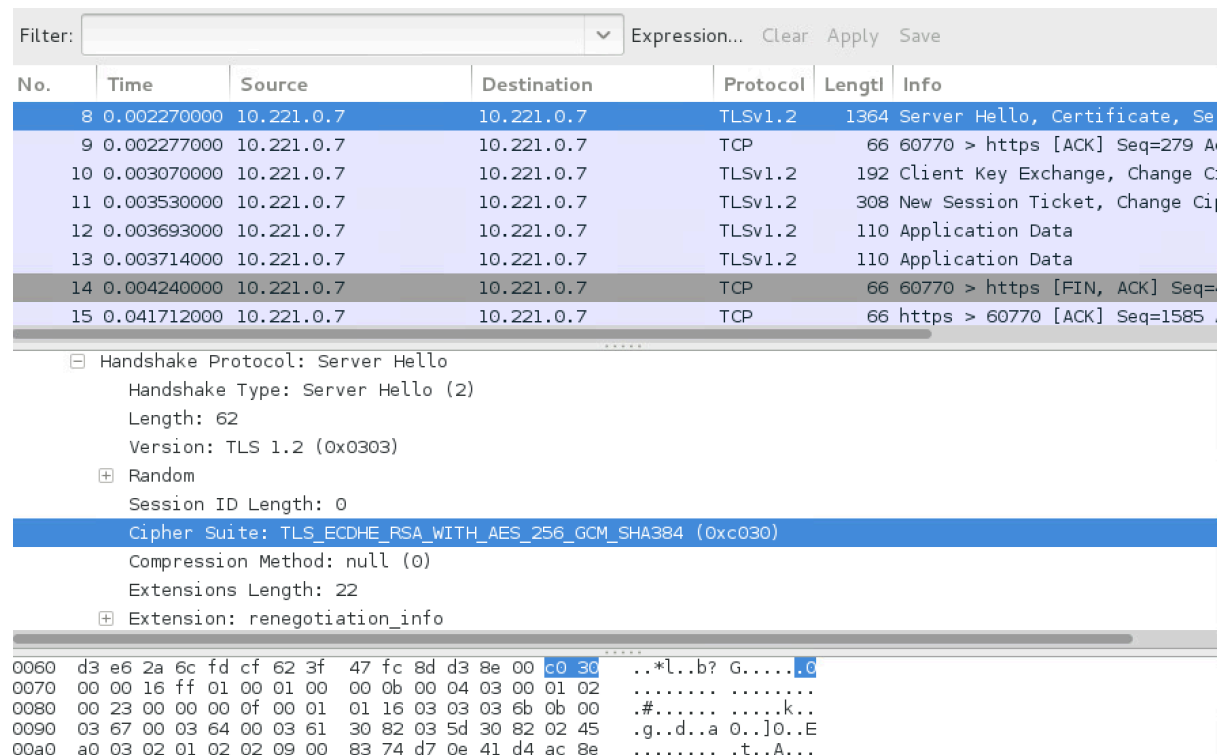 Filter: Expression... Clear Apply Save
No. Time Source Destination Protocol Lengtl Info
8 0.002270000 10.221.0.7 10.221.0.7 TLSv1.2 1364 Server Hello, Certificate, Se
9 0.002277000 10.221.0.7 10.221.0.7 TCP 66 60770 > https [ACK] Seq=279 A
10 0.003070000 10.221.0.7 10.221.0.7 TLSv1.2 192 Client Key Exchange, Change C
11 0.003530000 10.221.0.7 10.221.0.7 TLSv1.2 308 New Session Ticket, Change Cip
12 0.003693000 10.221.0.7 10.221.0.7 TLSv1.2 110 Application Data
13 0.003714000 10.221.0.7 10.221.0.7 TLSv1.2 110 Application Data
14 0.004240000 10.221.0.7 10.221.0.7 TCP 66 60770 > https [FIN, ACK] Seq=
15 0.041712000 10.221.0.7 10.221.0.7 TCP 66 https > 60770 [ACK] Seq=1585
Handshake Protocol: Server Hello
Handshake Type: Server Hello (2)
Length: 62
Version: TLS 1.2 (0x0303)
Random
Session ID Length: 0
Cipher Suite: TLS_ECDHE_RSA_WITH_AES_256_GCM_SHA384 (0xc030)
Compression Method: null (0)
Extensions Length: 22
Extension: renegotiation_info
0060 d3 e6 2a 6c fd cf 62 3f 47 fc 8d d3 8e 00 c0 30 ..*l..b? G......0
0070 00 00 16 ff 01 00 01 00 00 0b 00 04 03 00 01 02 ........ ........
0080 00 23 00 00 00 0f 00 01 01 16 03 03 03 6b 0b 00 .#...... .....k..
0090 03 67 00 03 64 00 03 61 30 82 03 5d 30 82 02 45 .g..d..a 0..]0..E
00a0 a0 03 02 01 02 02 09 00 83 74 d7 0e 41 d4 ac 8e ........ .t..A...